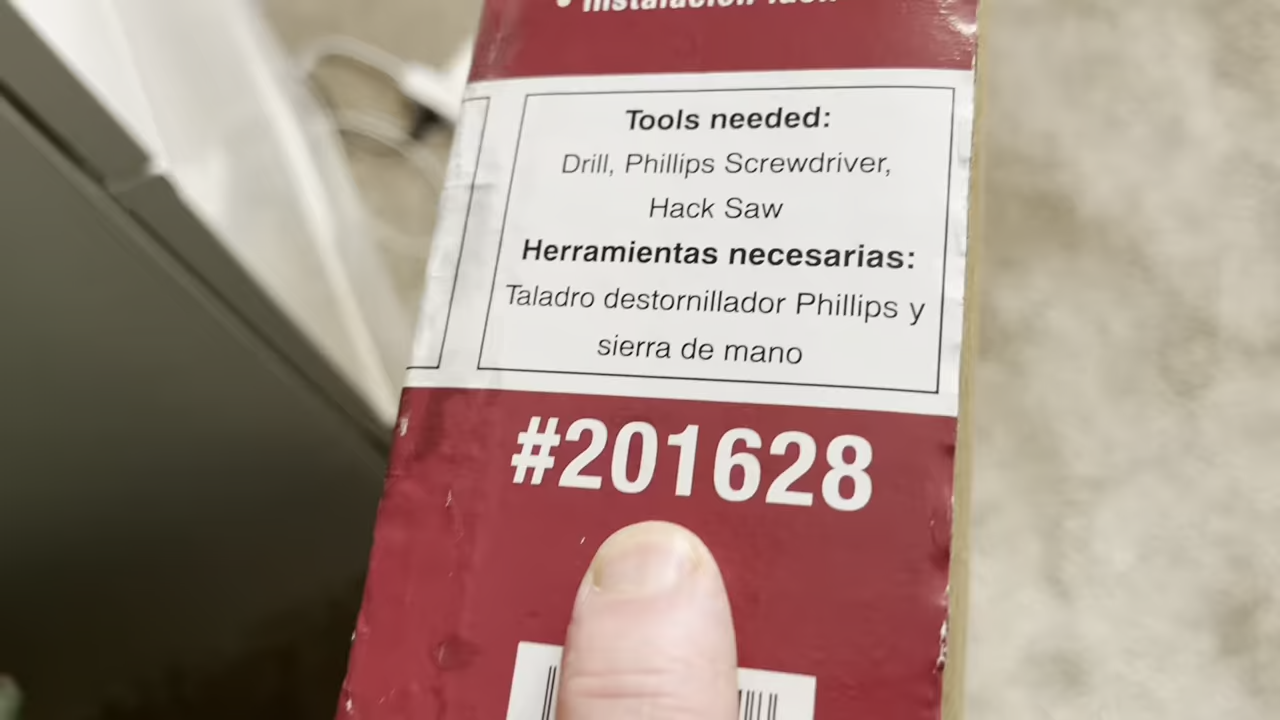 Tools needed:
Drill, Phillips Screwdriver,
Hack Saw
Herramientas necesarias:
Taladro destornillador Phillips y
sierra de mano
#201628